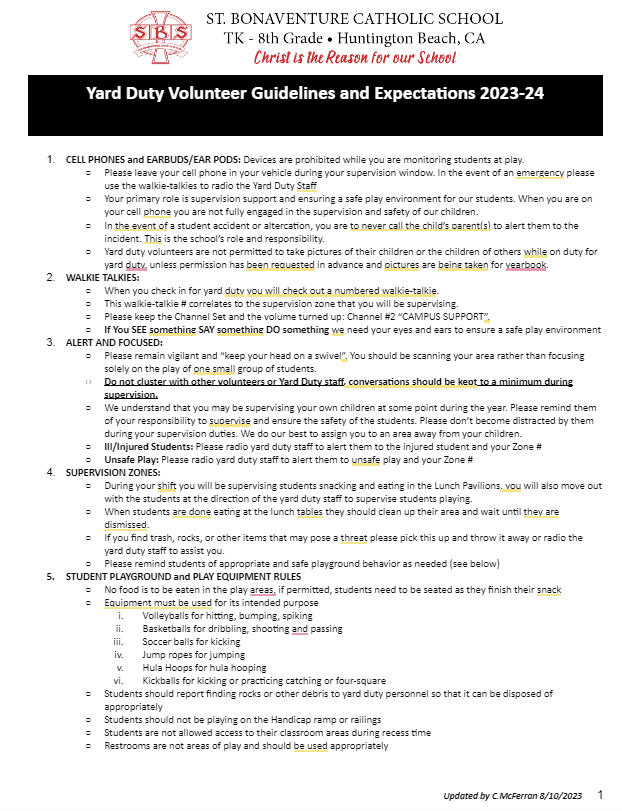 SBS
ST. BONAVENTURE CATHOLIC SCHOOL
TK - 8th Grade • Huntington Beach, CA
Christ is the Reason for our School
Yard Duty Volunteer Guidelines and Expectations 2023-24
1. CELL PHONES and EARBUDS/EAR PODS: Devices are prohibited while you are monitoring students at play.
○ Please leave your cell phone in your vehicle during your supervision window. In the event of an emergency please
use the walkie-talkies to radio the Yard Duty Staff
○ Your primary role is supervision support and ensuring a safe play environment for our students. When you are on
your cell phone you are not fully engaged in the supervision and safety of our children.
○ In the event of a student accident or altercation, you are to never call the child's parent(s) to alert them to the
incident. This is the school's role and responsibility.
○ Yard duty volunteers are not permitted to take pictures of their children or the children of others while on duty for
yard duty, unless permission has been requested in advance and pictures are being taken for yearbook.
2. WALKIE TALKIES:
○ When you check in for yard duty you will check out a numbered walkie-talkie.
○ This walkie-talkie # correlates to the supervision zone that you will be supervising.
○ Please keep the Channel Set and the volume turned up: Channel #2 "CAMPUS SUPPORT".
○ If You SEE something SAY something DO something we need your eyes and ears to ensure a safe play environment
3. ALERT AND FOCUSED:
○ Please remain vigilant and "keep your head on a swivel". You should be scanning your area rather than focusing
solely on the play of one small group of students.
○ Do not cluster with other volunteers or Yard Duty staff, conversations should be kept to a minimum during
supervision.
○ We understand that you may be supervising your own children at some point during the year. Please remind them
of your responsibility to supervise and ensure the safety of the students. Please don't become distracted by them
during your supervision duties. We do our best to assign you to an area away from your children.
○ Ill/Injured Students: Please radio yard duty staff to alert them to the injured student and your Zone #
○ Unsafe Play: Please radio yard duty staff to alert them to unsafe play and your Zone #
4. SUPERVISION ZONES:
○ During your shift you will be supervising students snacking and eating in the Lunch Pavilions, you will also move out
with the students at the direction of the yard duty staff to supervise students playing.
○ When students are done eating at the lunch tables they should clean up their area and wait until they are
dismissed.
○ If you find trash, rocks, or other items that may pose a threat please pick this up and throw it away or radio the
yard duty staff to assist you.
○ Please remind students of appropriate and safe playground behavior as needed (see below)
5. STUDENT PLAYGROUND and PLAY EQUIPMENT RULES
○ No food is to be eaten in the play areas, if permitted, students need to be seated as they finish their snack
○ Equipment must be used for its intended purpose
i. Volleyballs for hitting, bumping, spiking
ii. Basketballs for dribbling, shooting and passing
iii. Soccer balls for kicking
iv. Jump ropes for jumping
v. Hula Hoops for hula hooping
vi. Kickballs for kicking or practicing catching or four-square
○ Students should report finding rocks or other debris to yard duty personnel so that it can be disposed of
appropriately
○ Students should not be playing on the Handicap ramp or railings
○ Students are not allowed access to their classroom areas during recess time
○ Restrooms are not areas of play and should be used appropriately
Updated by C.McFerran 8/10/2023 1